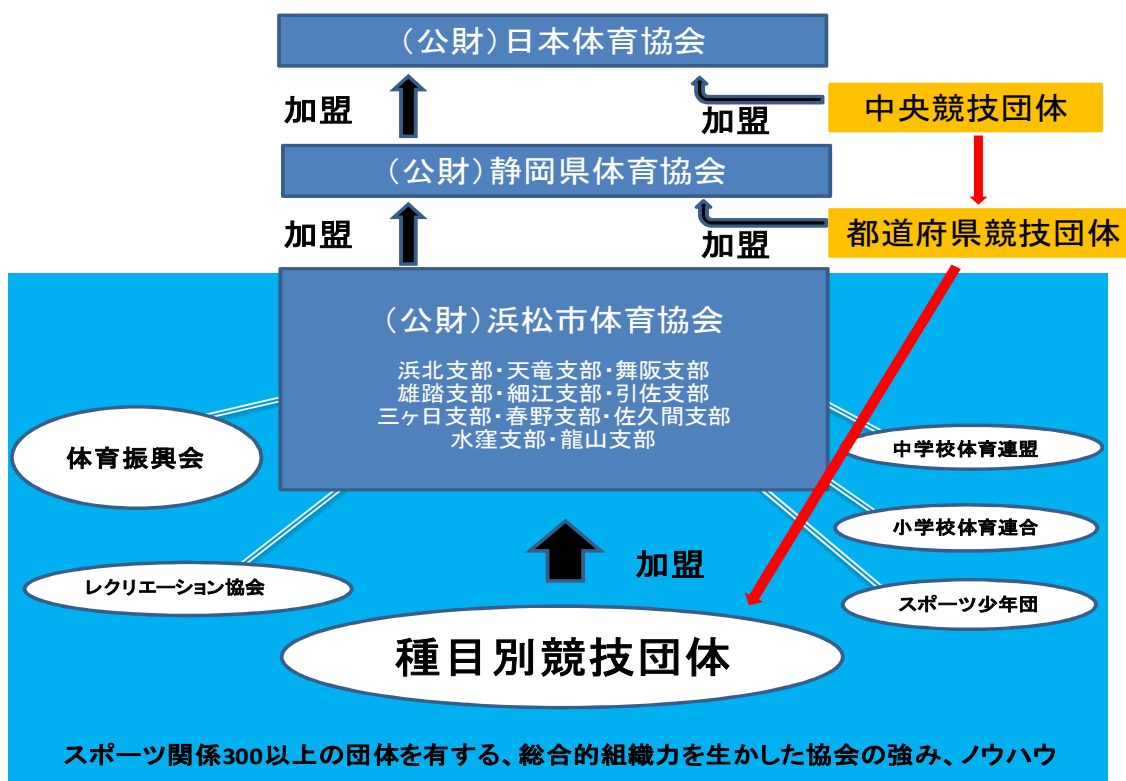 （公財）日本体育協会
加盟
加盟
中央競技団体
（公財）静岡県体育協会
加盟
加盟
都道府県競技団体
（公財）浜松市体育協会
浜北支部・天竜支部・舞阪支部
雄踏支部・細江支部・引佐支部
三ヶ日支部・春野支部・佐久間支部
水窪支部・龍山支部
体育振興会
中学校体育連盟
小学校体育連合
加盟
レクリエーション協会
スポーツ少年団
種目別競技団体
スポーツ関係300以上の団体を有する、総合的組織力を生かした協会の強み、ノウハウ